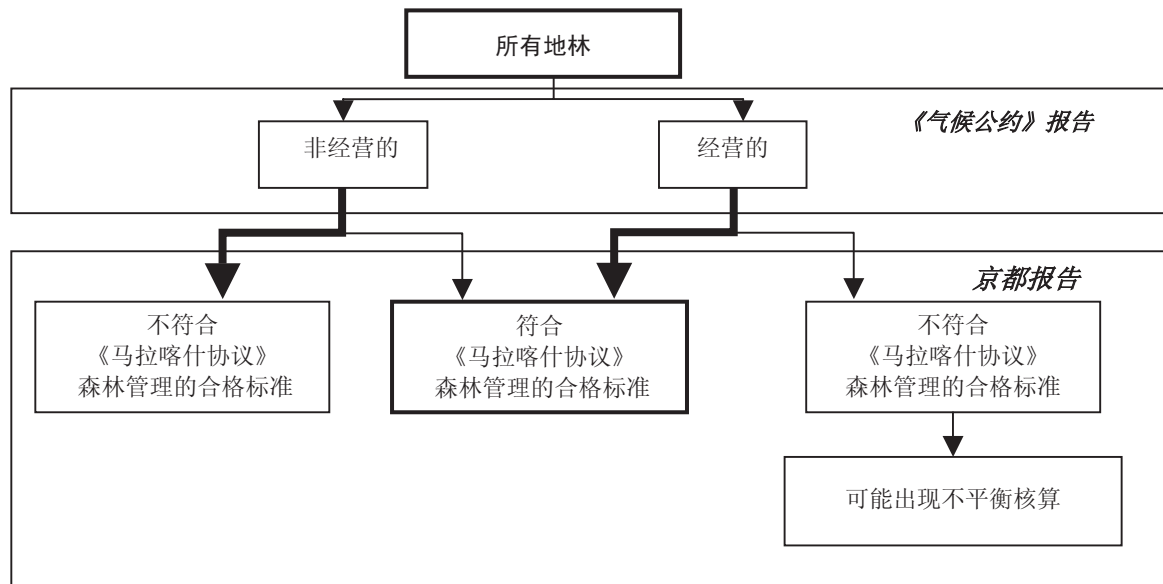 所有地林
《气候公约》报告
非经营的
经营的
京都报告
不符合
《马拉喀什协议》
森林管理的合格标准
符合
《马拉喀什协议》
森林管理的合格标准
不符合
《马拉喀什协议》
森林管理的合格标准
可能出现不平衡核算